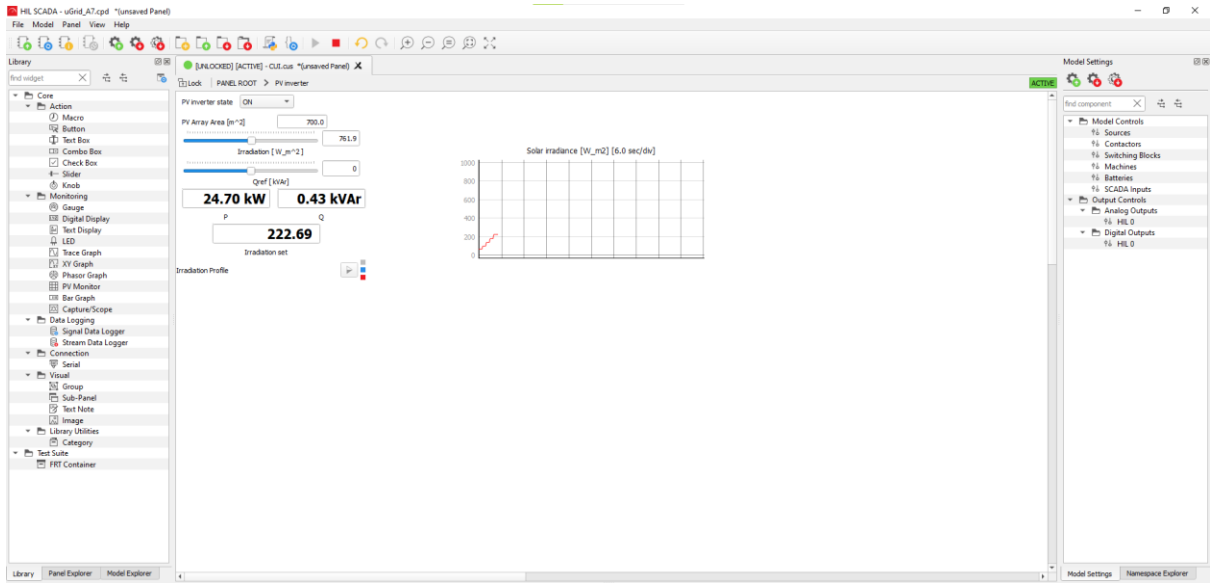 HIL SCADA - uGrid_A7.cpd *(unsaved Panel)
File Model Panel View Help
Library
find widget
Core
Action
Macro
Button
Text Box
Combo Box
Check Box
Slider
Knob
Monitoring
Gauge
Digital Display
Text Display
LED
Trace Graph
XY Graph
Phasor Graph
PV Monitor
Bar Graph
Capture/Scope
Data Logging
Signal Data Logger
Stream Data Logger
Connection
Serial
Visual
Group
Sub-Panel
Text Note
Image
Library Utilities
Category
Test Suite
FRT Container
Library Panel Explorer Model Explorer
[UNLOCKED] [ACTIVE] - CUI.cus *(unsaved Panel) X
Lock PANEL ROOT > PV inverter
ACTIVE
PV inverter state ON
PV Array Area [m^2] 700.0
761.9
Irradiation [ W_m^2 ]
0
Qref [ kVAr]
24.70 kW 0.43 kVAr
P Q
222.69
Irradiation set
Irradiation Profile
Solar irradiance [W_m2] [6.0 sec/div]
1000
800
600
400
200
0
Model Settings
find component
Model Controls
Sources
Contactors
Switching Blocks
Machines
Batteries
SCADA Inputs
Output Controls
Analog Outputs
HIL 0
Digital Outputs
HIL 0
Model Settings Namespace Explorer